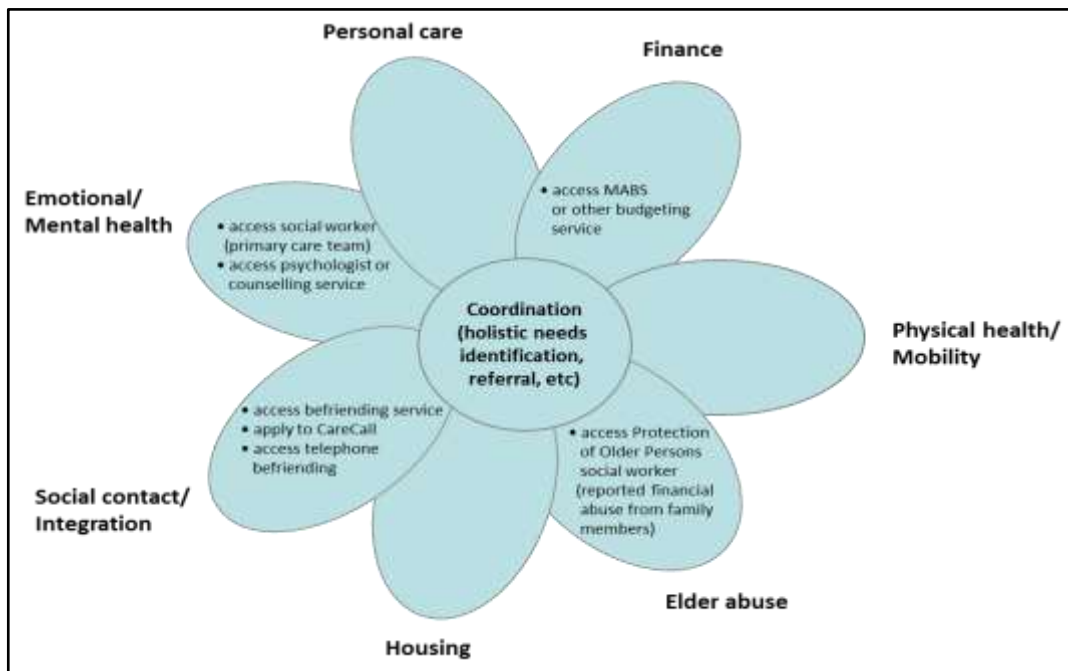 Personal care
Finance
Emotional/
Mental health
• access social worker
(primary care team)
• access psychologist or
counselling service
• access MABS
or other budgeting
service
Coordination
(holistic needs
identification,
referral, etc)
Physical health/
Mobility
• access befriending service
• apply to CareCall
• access telephone
befriending
• access Protection
of Older Persons
social worker
(reported financial
abuse from family
members)
Social contact/
Integration
Elder abuse
Housing